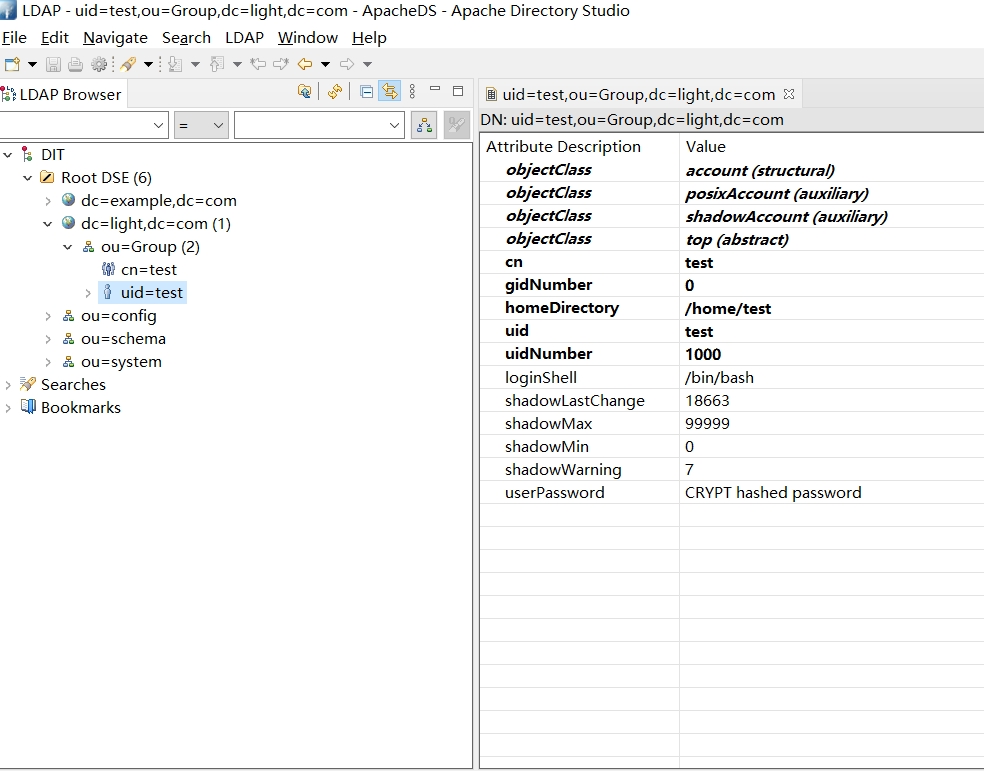 LDAP - uid=test,ou=Group,dc=light,dc=com - ApacheDS - Apache Directory Studio
File Edit Navigate Search LDAP Window Help
LDAP Browser
=
DIT
Root DSE (6)
dc=example,dc=com
dc=light,dc=com (1)
ou=Group (2)
cn=test
uid=test
ou=config
ou=schema
ou=system
Searches
Bookmarks
uid=test,ou=Group,dc=light,dc=com
DN: uid=test,ou=Group,dc=light,dc=com
Attribute Description Value
objectClass account (structural)
objectClass posixAccount (auxiliary)
objectClass shadowAccount (auxiliary)
objectClass top (abstract)
cn test
gidNumber 0
homeDirectory /home/test
uid test
uidNumber 1000
loginShell /bin/bash
shadowLastChange 18663
shadowMax 99999
shadowMin 0
shadowWarning 7
userPassword CRYPT hashed password